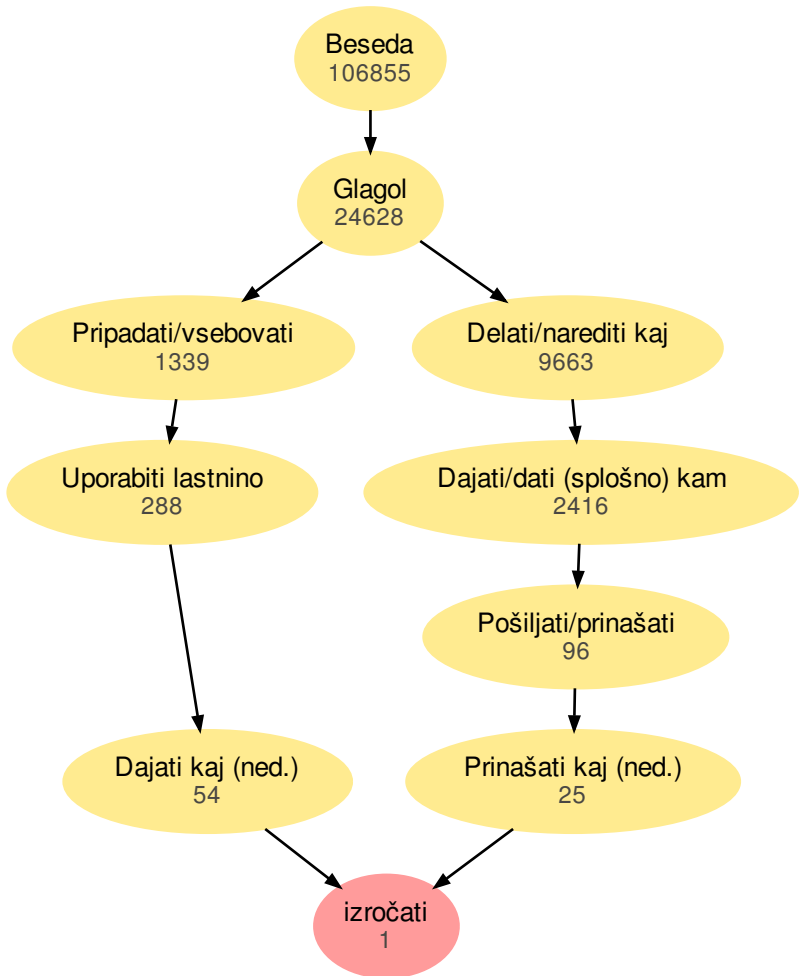 Beseda
106855
Glagol
24628
Pripadati/vsebovati
1339
Delati/narediti kaj
9663
Uporabiti lastnino
288
Dajati/dati (splošno) kam
2416
Pošiljati/prinašati
96
Dajati kaj (ned.)
54
Prinašati kaj (ned.)
25
izročati
1